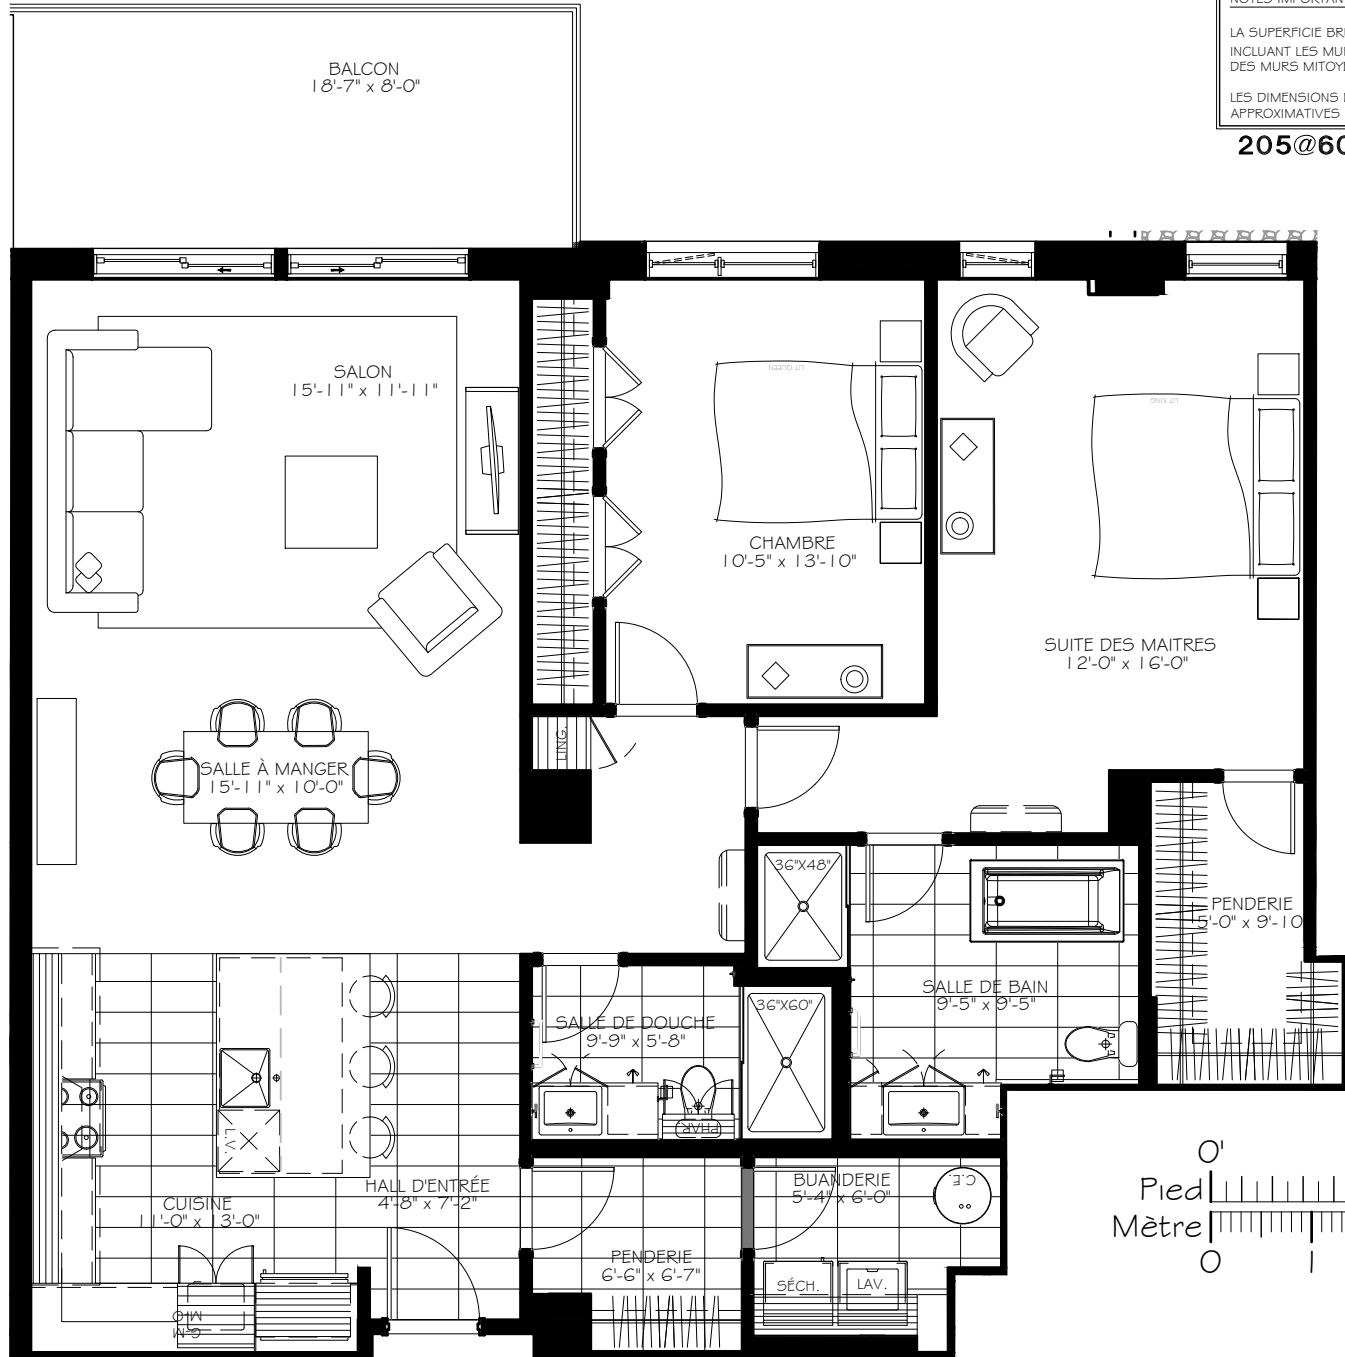 NOTES IMPORTAN
LA SUPERFICIE BR
INCLUANT LES MU
DES MURS MITOY
LES DIMENSIONS
APPROXIMATIVES
205@60
BALCON
18'-7" x 8'-0"
SALON
15'-11" x 11'-11"
LIT QUEEN
LIT KING
CHAMBRE
10'-5" x 13'-10"
SUITE DES MAITRES
12'-0" x 16'-0"
LING.
SALLE À MANGER
15'-11" x 10'-0"
36"X48"
PENDERIE
5'-0" x 9'-10
SALLE DE BAIN
9'-5" x 9'-5"
36"X60"
SALLE DE DOUCHE
9'-9" x 5'-8"
PHAR.
L.V.
HALL D'ENTRÉE
4'-8" x 7'-2"
CUISINE
11'-0" x 13'-0"
BUANDERIE
5'-4" x 6'-0"
C.E.
PENDERIE
6'-6" x 6'-7"
SÉCH.
LAV.
MIO
G-M
0'
Pied
Mètre
0 1